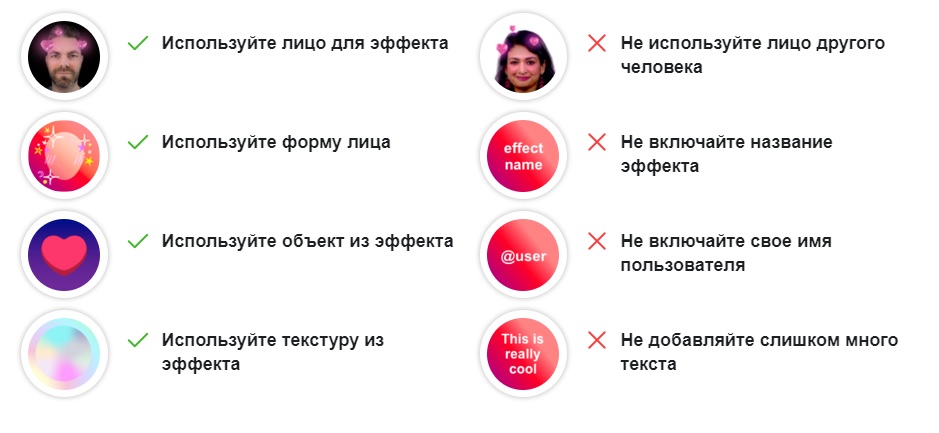 Используйте лицо для эффекта
Не используйте лицо другого
человека
Используйте форму лица
effect
name
Не включайте название
эффекта
Используйте объект из эффекта
@user
Не включайте свое имя
пользователя
Используйте текстуру из
эффекта
This is
really
cool
Не добавляйте слишком много
текста